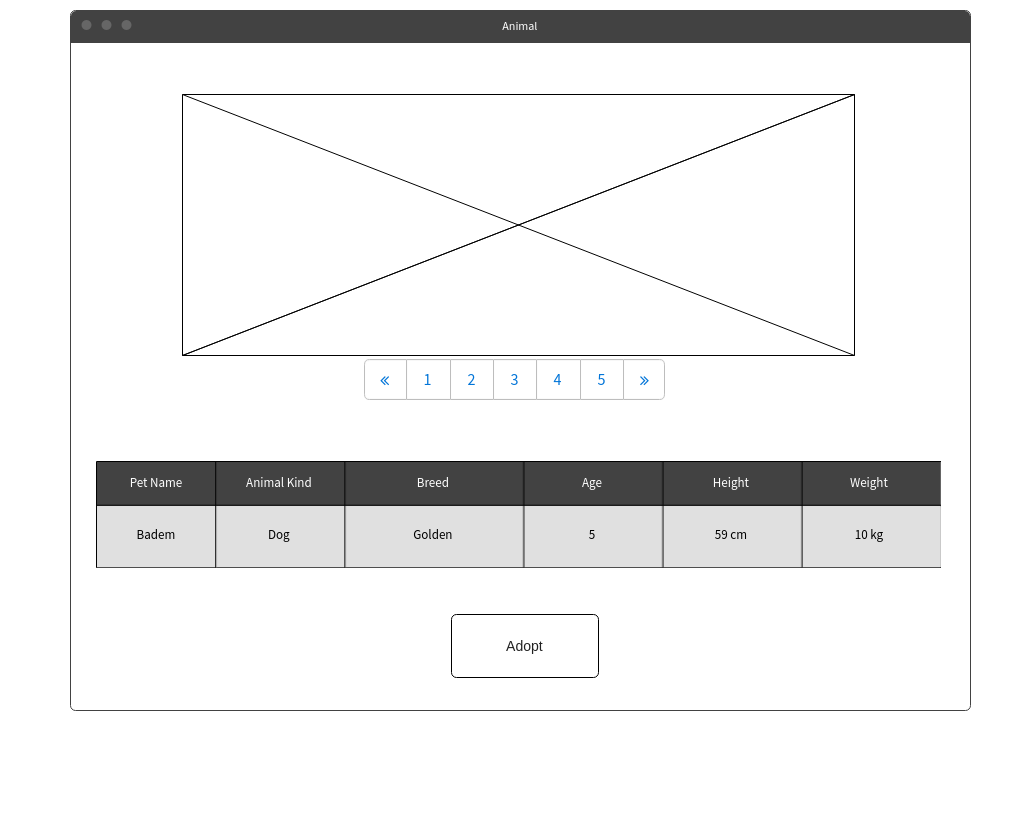 Animal
« 1 2 3 4 5 »
Pet Name Animal Kind Breed Age Height Weight
Badem Dog Golden 5 59 cm 10 kg
Adopt